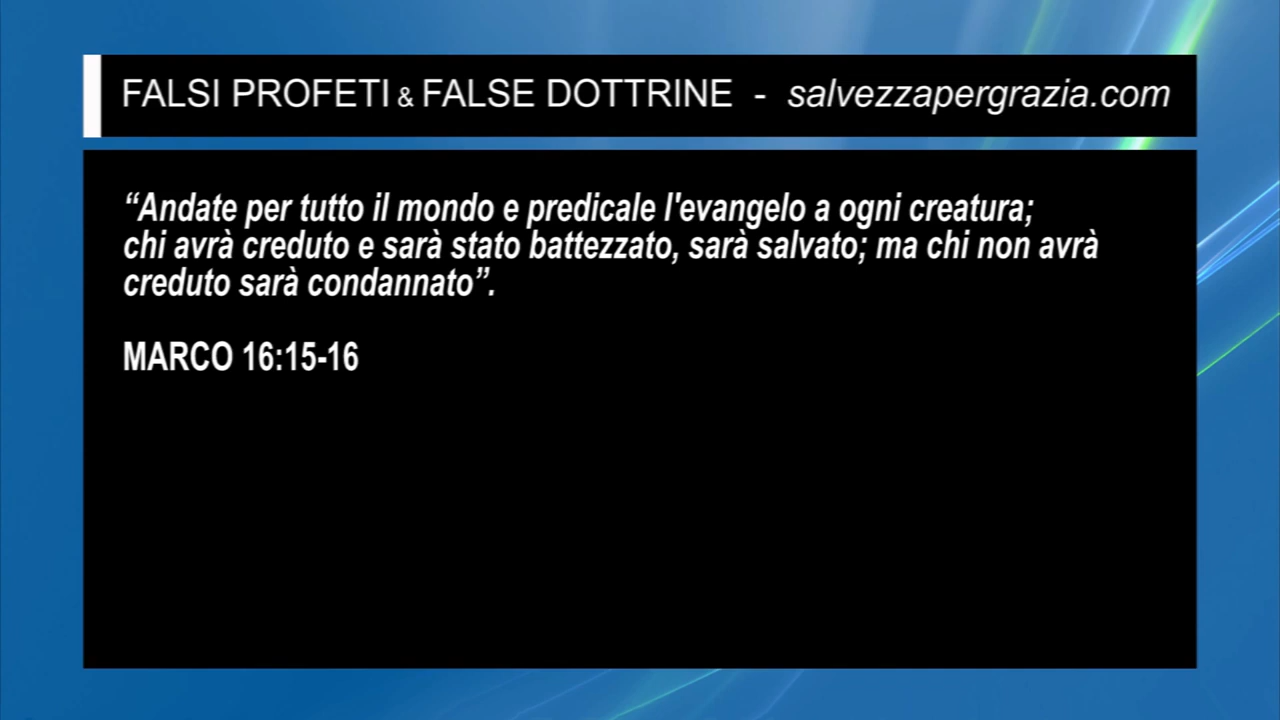 FALSI PROFETI & FALSE DOTTRINE - salvezzapergrazia.com
“Andate per tutto il mondo e predicale l'evangelo a ogni creatura;
chi avrà creduto e sarà stato battezzato, sarà salvato; ma chi non avrà
creduto sarà condannato”.
MARCO 16:15-16